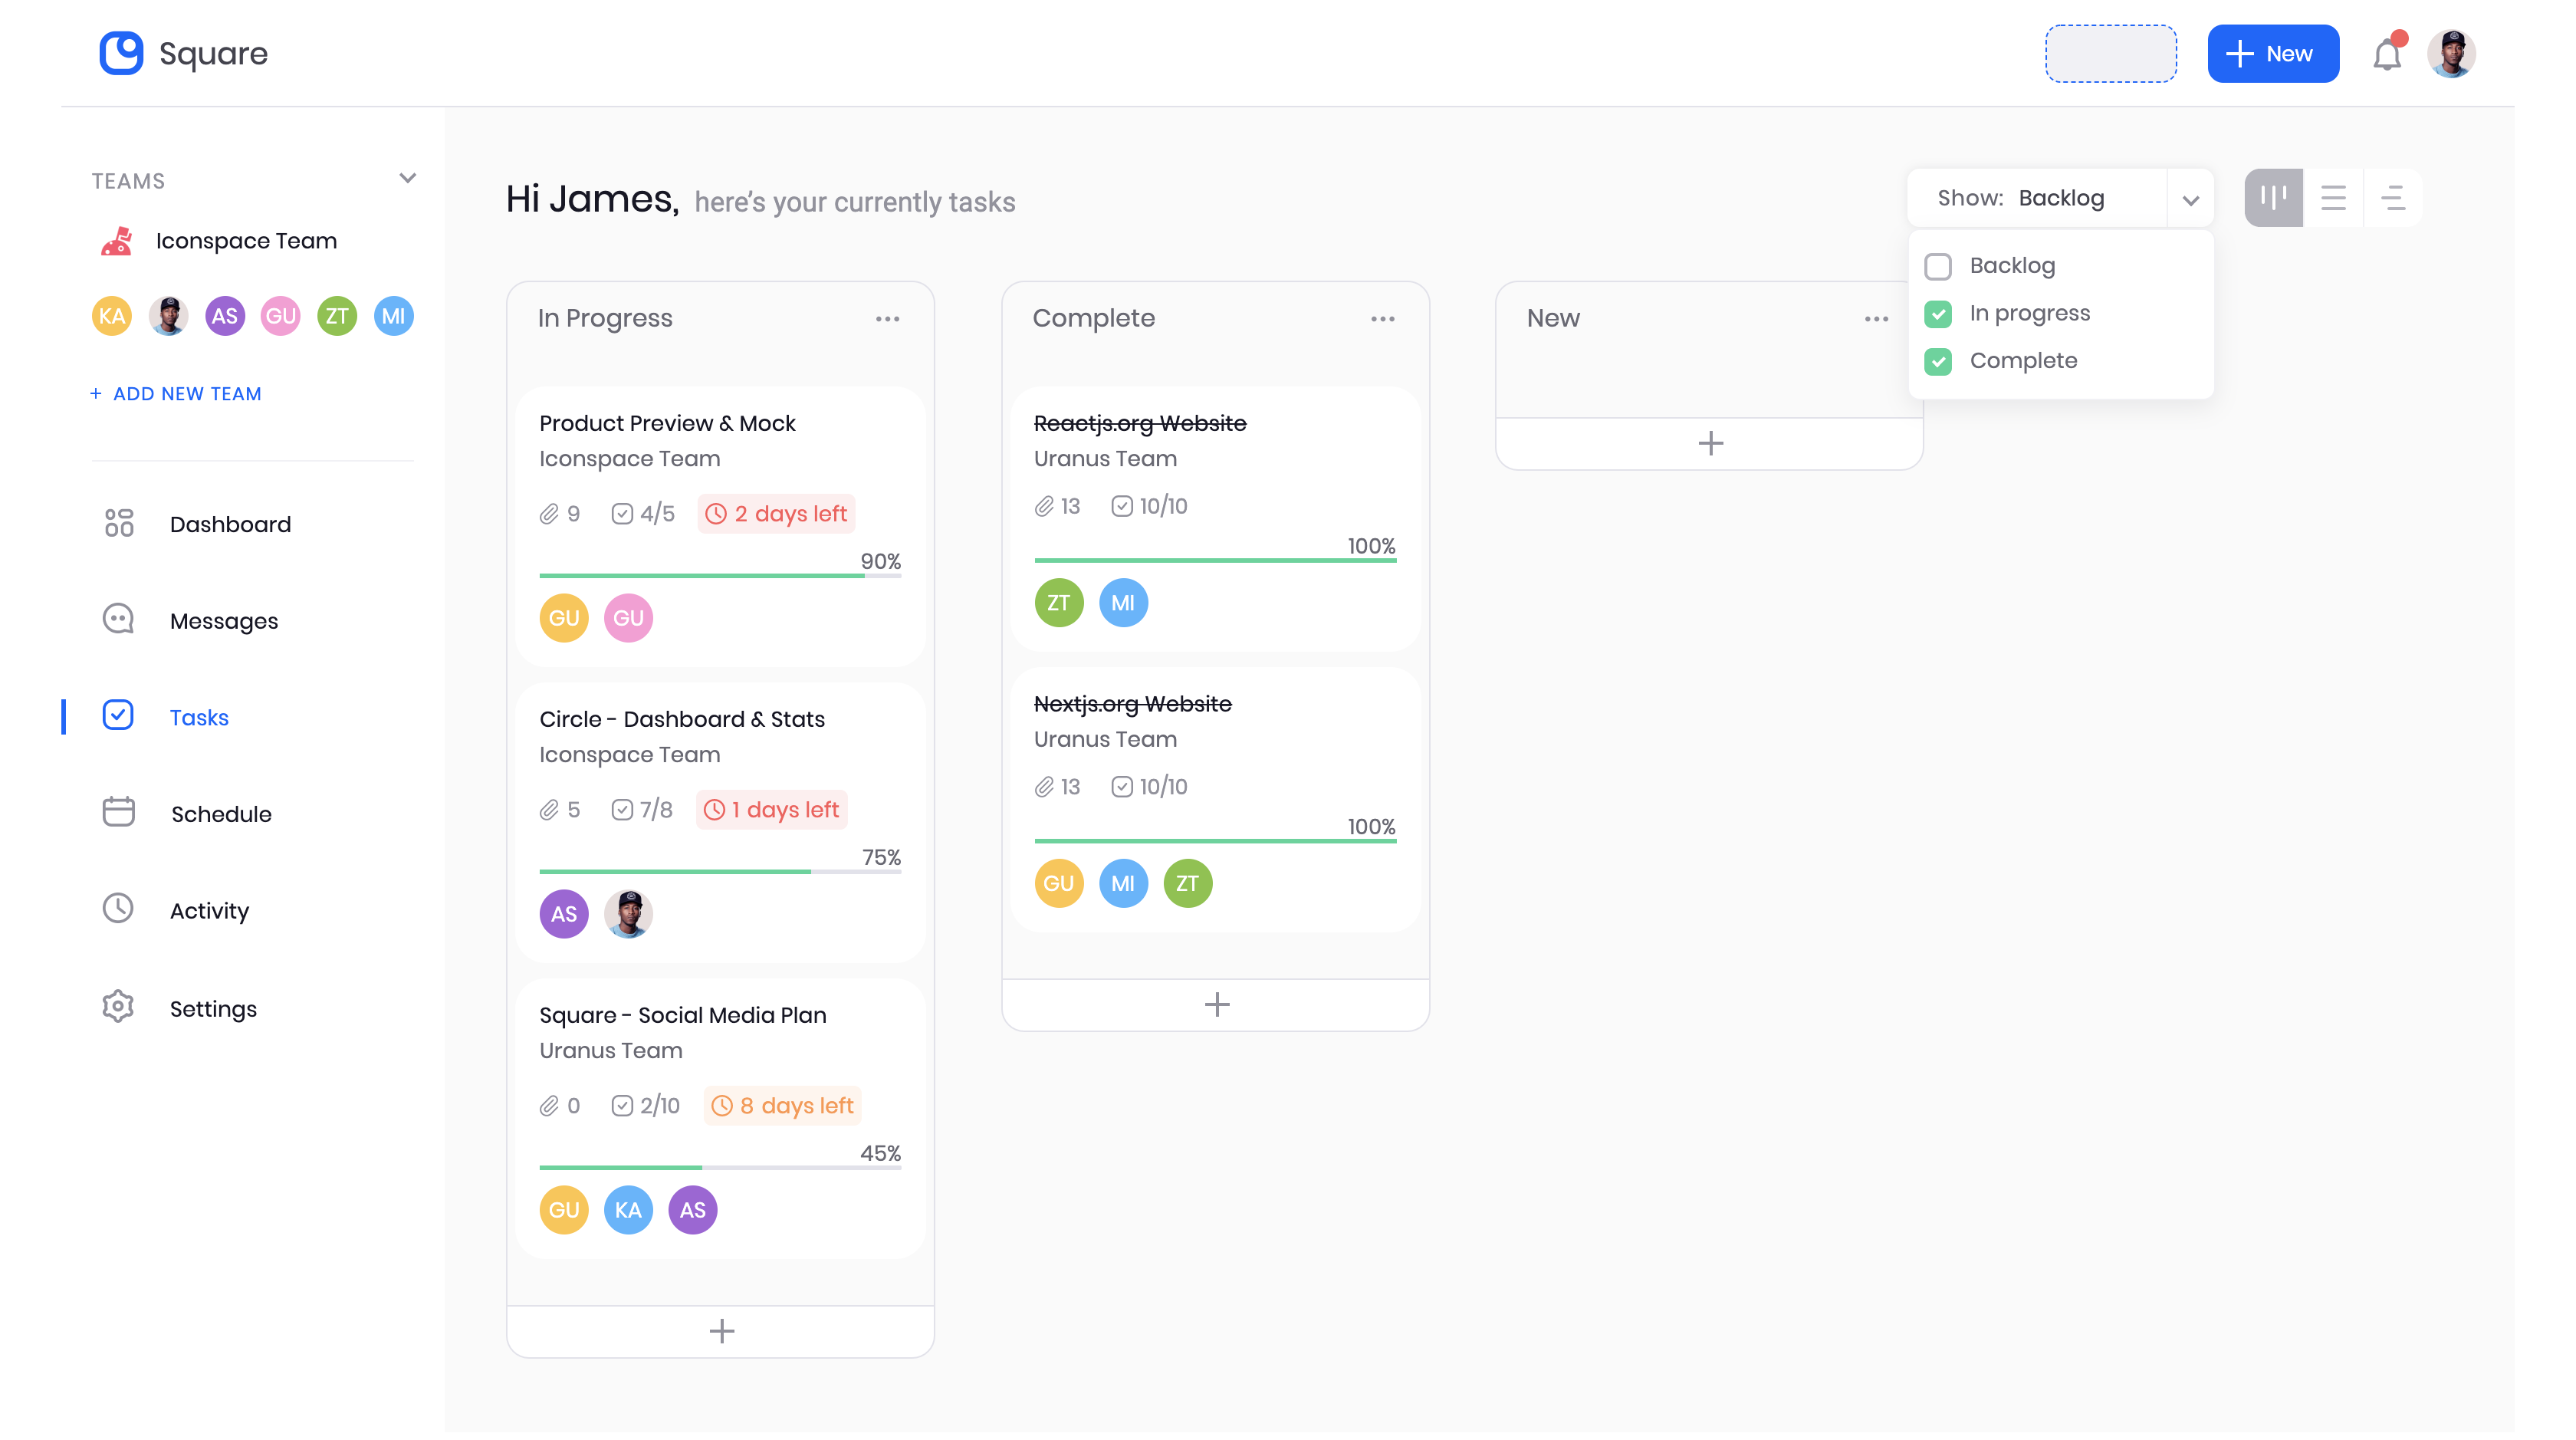 Square
New
TEAMS
Iconspace Team
KA AS GU ZT MI
+ ADD NEW TEAM
Dashboard
Messages
Tasks
Schedule
Activity
Settings
Hi James, here’s your currently tasks
Show: Backlog
Backlog
In progress
Complete
In Progress
Product Preview & Mock
Iconspace Team
9 4/5 2 days left
90%
GU GU
Circle - Dashboard & Stats
Iconspace Team
5 7/8 1 days left
75%
AS
Square - Social Media Plan
Uranus Team
0 2/10 8 days left
45%
GU KA AS
Complete
Reactjs.org Website
Uranus Team
13 10/10
100%
ZT MI
Nextjs.org Website
Uranus Team
13 10/10
100%
GU MI ZT
New